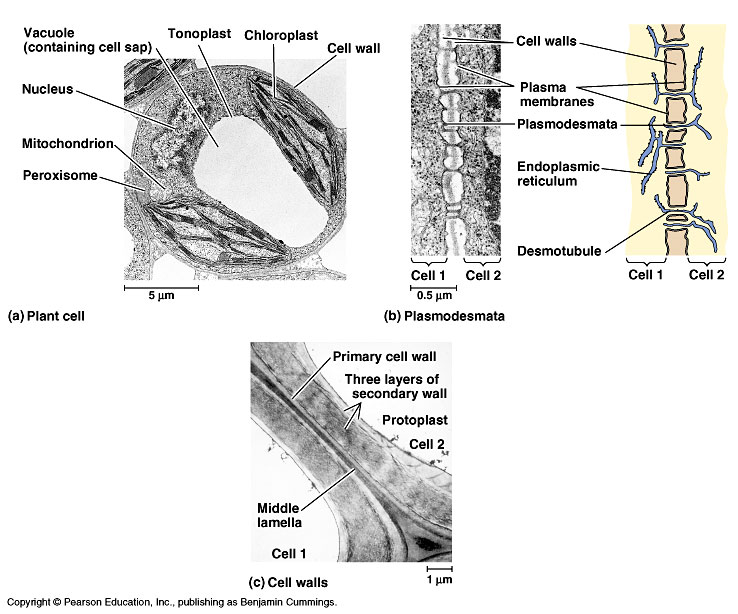 Vacuole
(containing cell sap)
Tonoplast
Chloroplast
Cell wall
Nucleus
Mitochondrion
Peroxisome
5 µm
(a) Plant cell
Cell walls
Plasma
membranes
Plasmodesmata
Endoplasmic
reticulum
Desmotubule
Cell 1
Cell 2
0.5 µm
Cell 1
Cell 2
(b) Plasmodesmata
Primary cell wall
Three layers of
secondary wall
Protoplast
Cell 2
Middle
lamella
Cell 1
1 µm
(c) Cell walls
Copyright © Pearson Education, Inc., publishing as Benjamin Cummings.